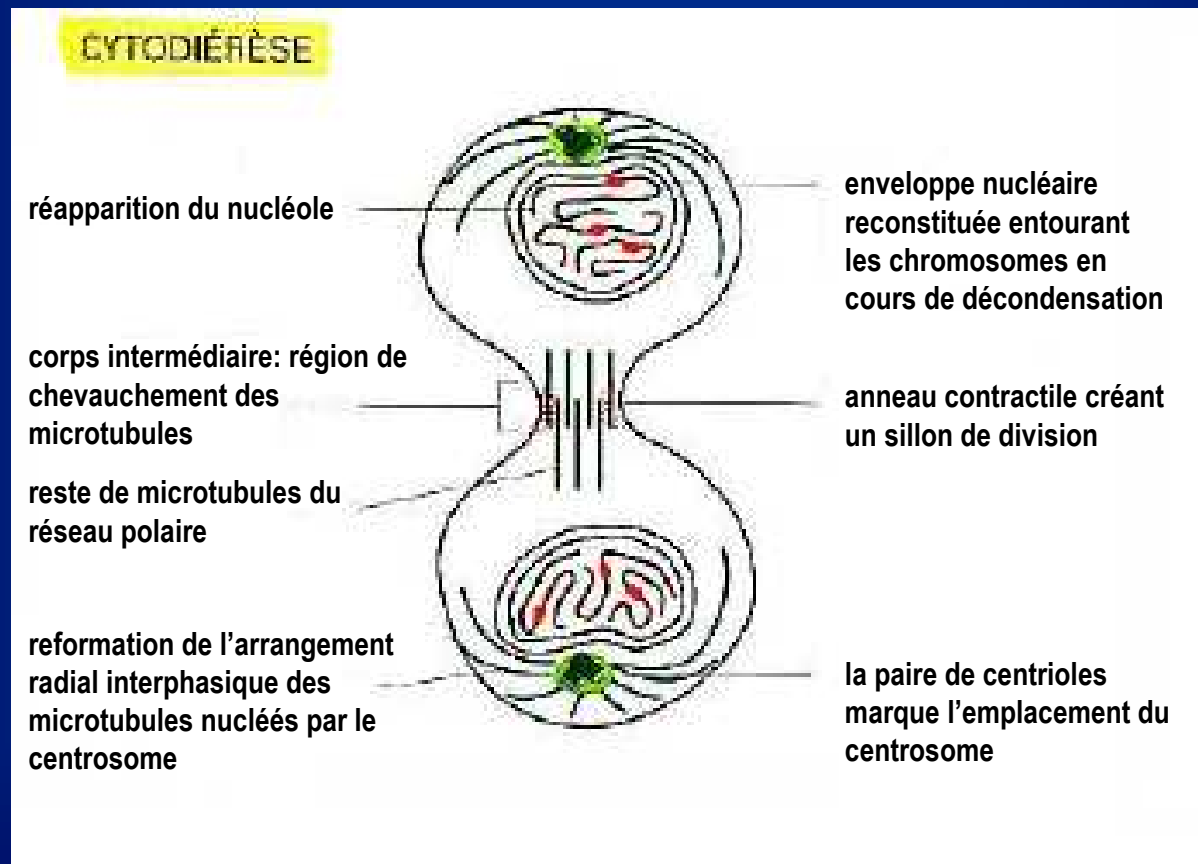 CYTODIÉRÈSE
réapparition du nucléole
corps intermédiaire: région de
chevauchement des
microtubules
reste de microtubules du
réseau polaire
reformation de l’arrangement
radial interphasique des
microtubules nucléés par le
centrosome
enveloppe nucléaire
reconstituée entourant
les chromosomes en
cours de décondensation
anneau contractile créant
un sillon de division
la paire de centrioles
marque l’emplacement du
centrosome